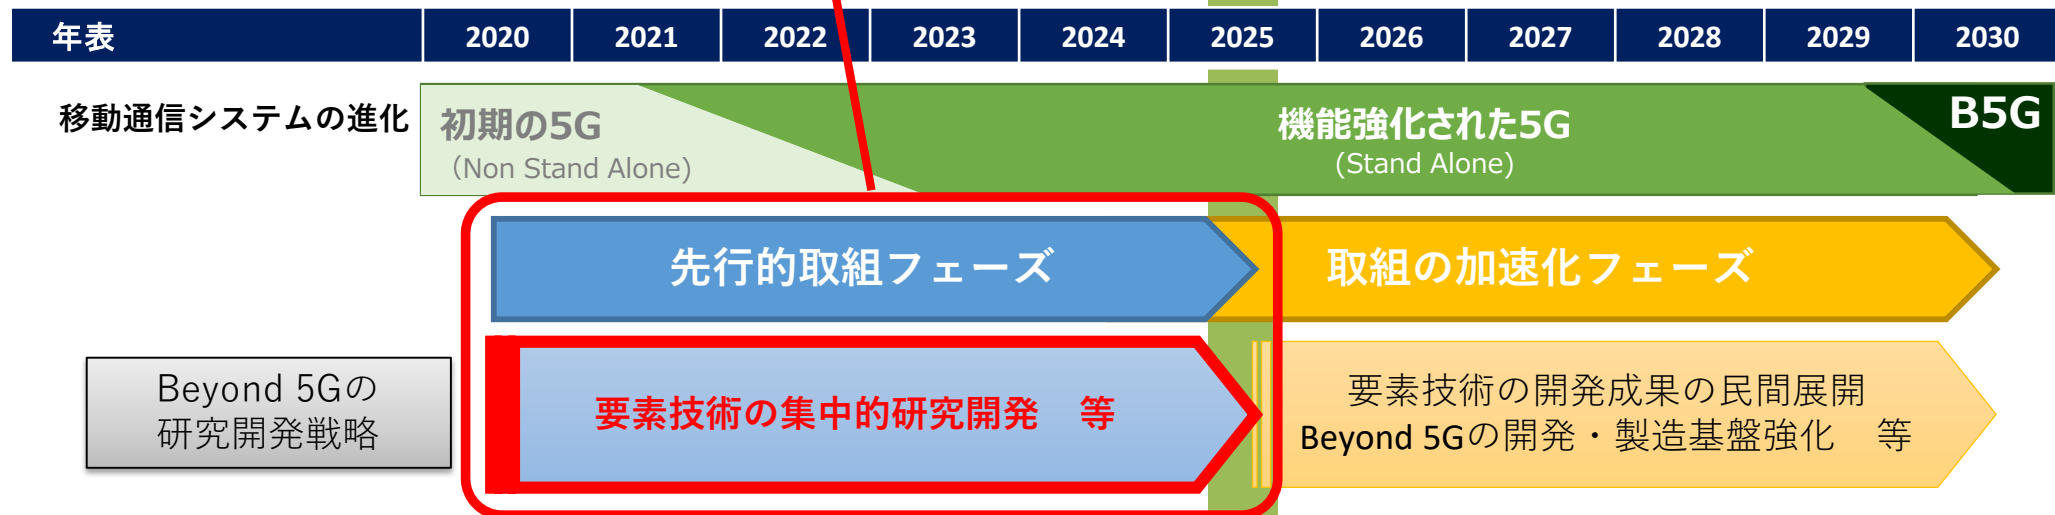 年表 2020 2021 2022 2023 2024 2025 2026 2027 2028 2029 2030
移動通信システムの進化
初期の5G
（Non Stand Alone)
機能強化された5G
(Stand Alone)
B5G
先行的取組フェーズ
取組の加速化フェーズ
Beyond 5Gの
研究開発戦略
要素技術の集中的研究開発　等
要素技術の開発成果の民間展開
Beyond 5Gの開発・製造基盤強化　等